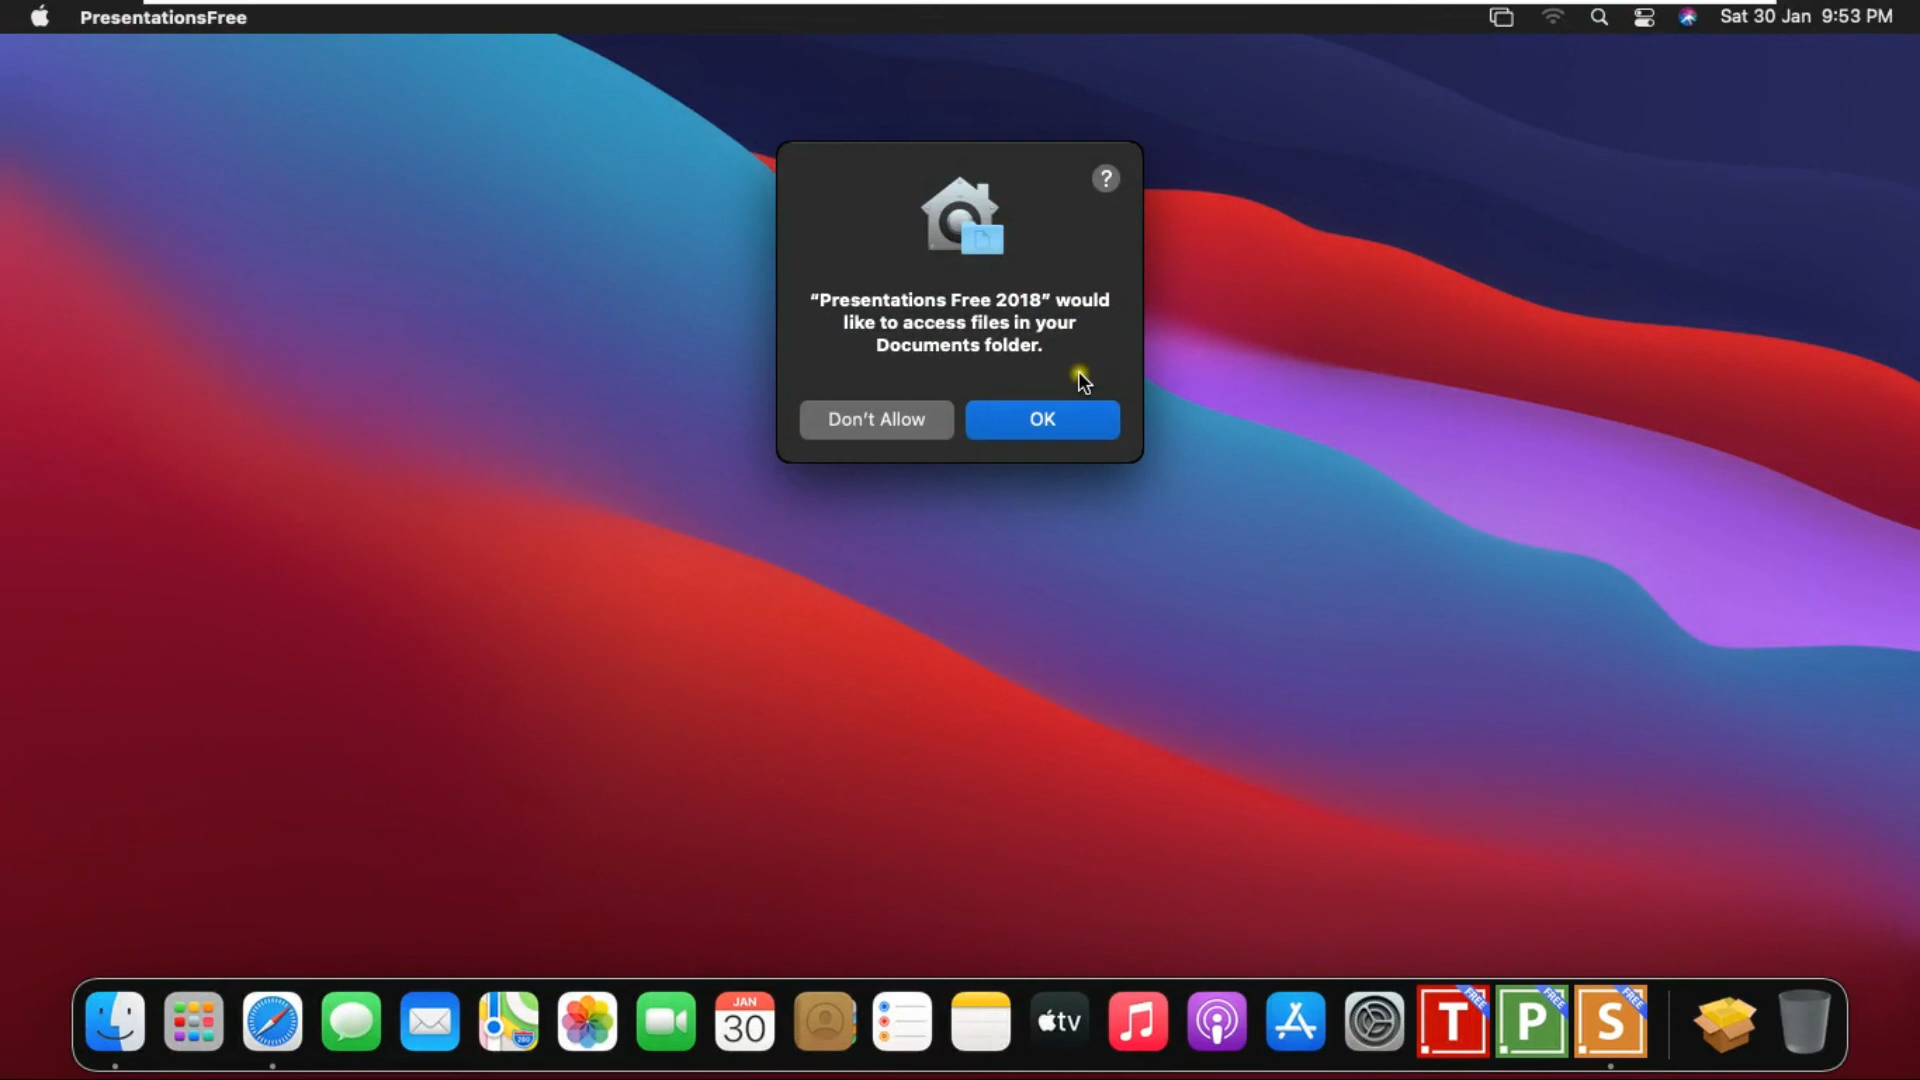 PresentationsFree
Sat 30 Jan 9:53 PM
?
“Presentations Free 2018” would
like to access files in your
Documents folder.
Don't Allow
OK
JAN
30
280
tv
FREE
T
FREE
P
FREE
S